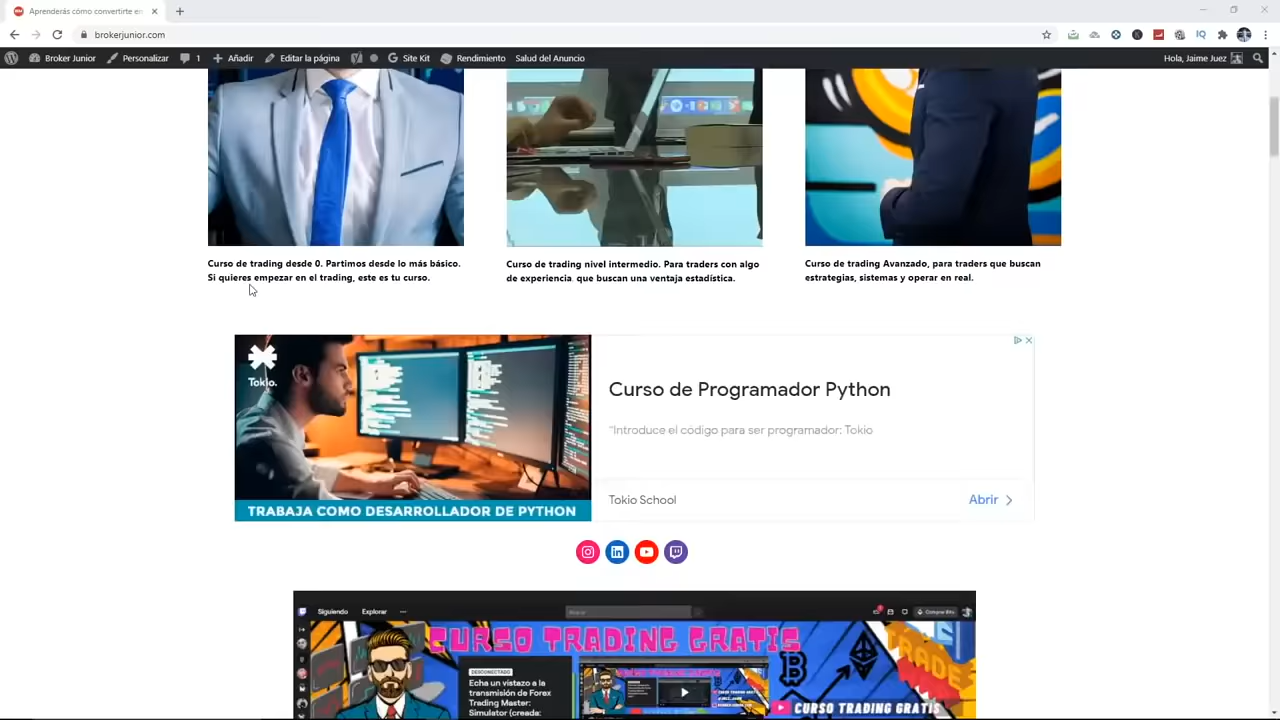 Aprenderás cómo convertirte en
brokerjunior.com
Broker Junior
Personalizar
1
Añadir
Editar la página
Site Kit
Rendimiento
Salud del Anuncio
Hola, Jaime Juez
Curso de trading desde 0. Partimos desde lo más básico.
Si quieres empezar en el trading, este es tu curso.
Curso de trading nivel intermedio. Para traders con algo
de experiencia, que buscan una ventaja estadística.
Curso de trading Avanzado, para traders que buscan
estrategias, sistemas y operar en real.
Tokio.
TRABAJA COMO DESARROLLADOR DE PYTHON
Curso de Programador Python
"Introduce el código para ser programador: Tokio
Tokio School
Abrir
Siguiendo
Explorar
Buscar
CURSO TRADING GRATIS
DESCONECTADO
Echa un vistazo a la
transmisión de Forex
Trading Master:
Simulator (creada:
CURSO TRADING GRATIS